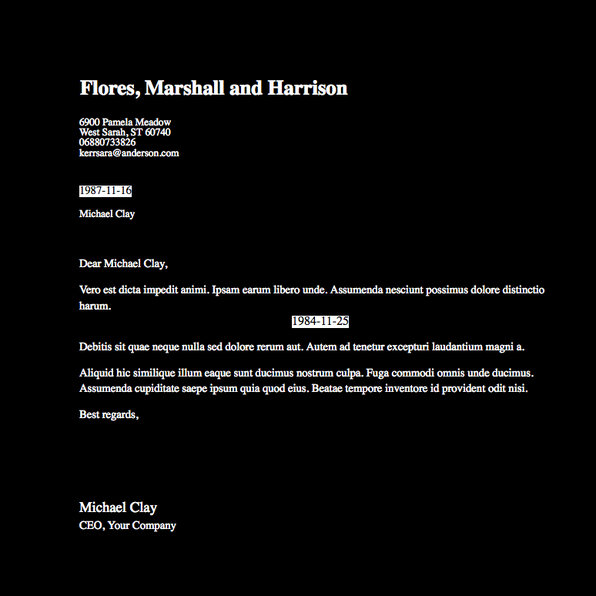 Flores, Marshall and Harrison
6900 Pamela Meadow
West Sarah, ST 60740
06880733826
kerrsara@anderson.com
1987-11-16
Michael Clay
Dear Michael Clay,
Vero est dicta impedit animi. Ipsam earum libero unde. Assumenda nesciunt possimus dolore distinctio
harum.
1984-11-25
Debitis sit quae neque nulla sed dolore rerum aut. Autem ad tenetur excepturi laudantium magni a.
Aliquid hic similique illum eaque sunt ducimus nostrum culpa. Fuga commodi omnis unde ducimus.
Assumenda cupiditate saepe ipsum quia quod eius. Beatae tempore inventore id provident odit nisi.
Best regards,
Michael Clay
CEO, Your Company